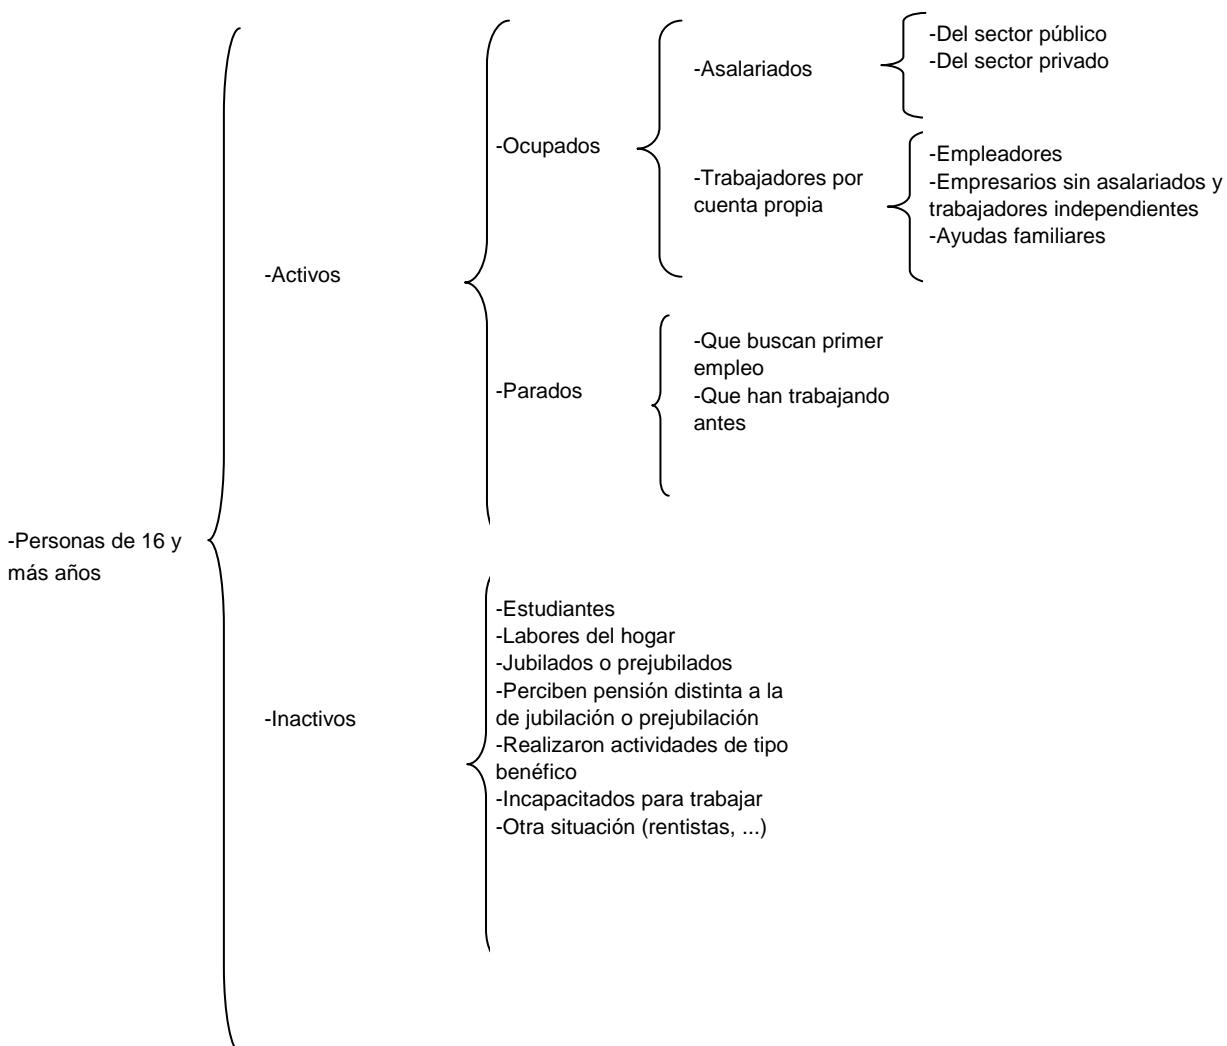 -Personas de 16 y
más años
-Activos
-Ocupados
-Asalariados
-Del sector público
-Del sector privado
-Trabajadores por
cuenta propia
-Empleadores
-Empresarios sin asalariados y
trabajadores independientes
-Ayudas familiares
-Parados
-Que buscan primer
empleo
-Que han trabajando
antes
-Inactivos
-Estudiantes
-Labores del hogar
-Jubilados o prejubilados
-Perciben pensión distinta a la
de jubilación o prejubilación
-Realizaron actividades de tipo
benéfico
-Incapacitados para trabajar
-Otra situación (rentistas, ...)